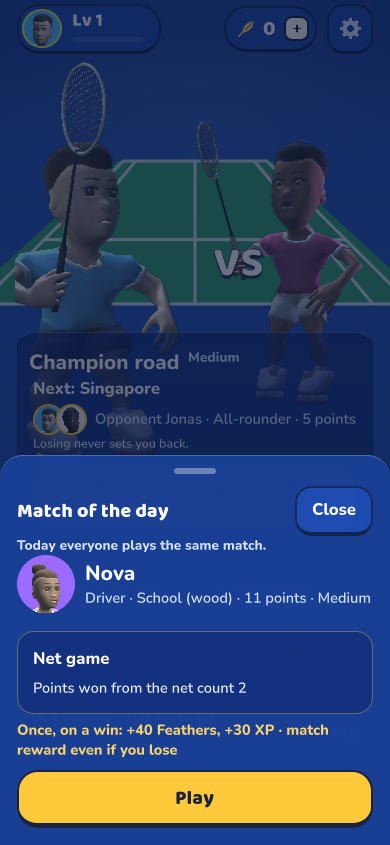 Lv 1
0
+
VS
Champion road Medium
Next: Singapore
Opponent Jonas · All-rounder · 5 points
Losing never sets you back.
Match of the day
Close
Today everyone plays the same match.
Nova
Driver · School (wood) · 11 points · Medium
Net game
Points won from the net count 2
Once, on a win: +40 Feathers, +30 XP · match
reward even if you lose
Play